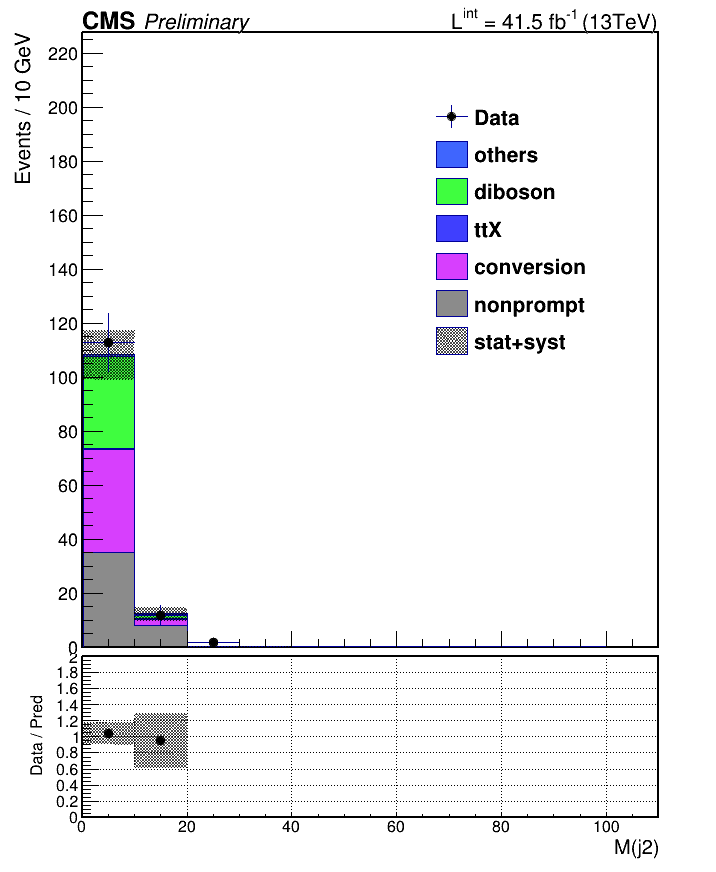 CMS Preliminary L^int = 41.5 fb^-1 (13TeV)
Events / 10 GeV
220
200
180
160
140
120
100
80
60
40
20
0
Data
others
diboson
ttX
conversion
nonprompt
stat+syst
Data / Pred
2
1.8
1.6
1.4
1.2
1
0.8
0.6
0.4
0.2
0
0 20 40 60 80 100
M(j2)